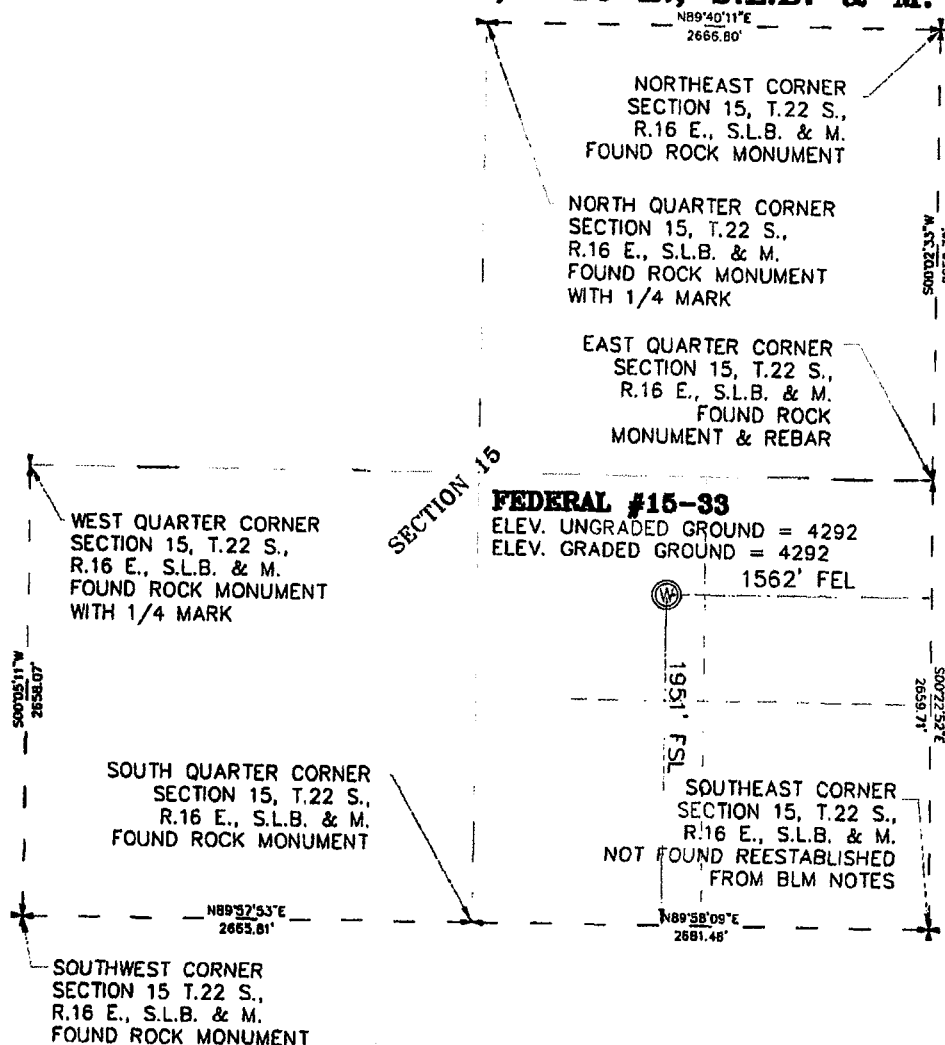 S.L.B. & M.
N89°40'11"E
2666.80'
NORTHEAST CORNER
SECTION 15, T.22 S.,
R.16 E., S.L.B. & M.
FOUND ROCK MONUMENT
NORTH QUARTER CORNER
SECTION 15, T.22 S.,
R.16 E., S.L.B. & M.
FOUND ROCK MONUMENT
WITH 1/4 MARK
S00°02'33"W
EAST QUARTER CORNER
SECTION 15, T.22 S.,
R.16 E., S.L.B. & M.
FOUND ROCK
MONUMENT & REBAR
SECTION 15
WEST QUARTER CORNER
SECTION 15, T.22 S.,
R.16 E., S.L.B. & M.
FOUND ROCK MONUMENT
WITH 1/4 MARK
FEDERAL #15-33
ELEV. UNGRADED GROUND = 4292
ELEV. GRADED GROUND = 4292
1562' FEL
W
1951' FSL
S00°05'11"W
2658.07'
S00°22'52"E
2659.71'
SOUTH QUARTER CORNER
SECTION 15, T.22 S.,
R.16 E., S.L.B. & M.
FOUND ROCK MONUMENT
SOUTHEAST CORNER
SECTION 15, T.22 S.,
R.16 E., S.L.B. & M.
NOT FOUND REESTABLISHED
FROM BLM NOTES
N89°57'53"E
2665.81'
N89°58'09"E
2681.48'
SOUTHWEST CORNER
SECTION 15 T.22 S.,
R.16 E., S.L.B. & M.
FOUND ROCK MONUMENT